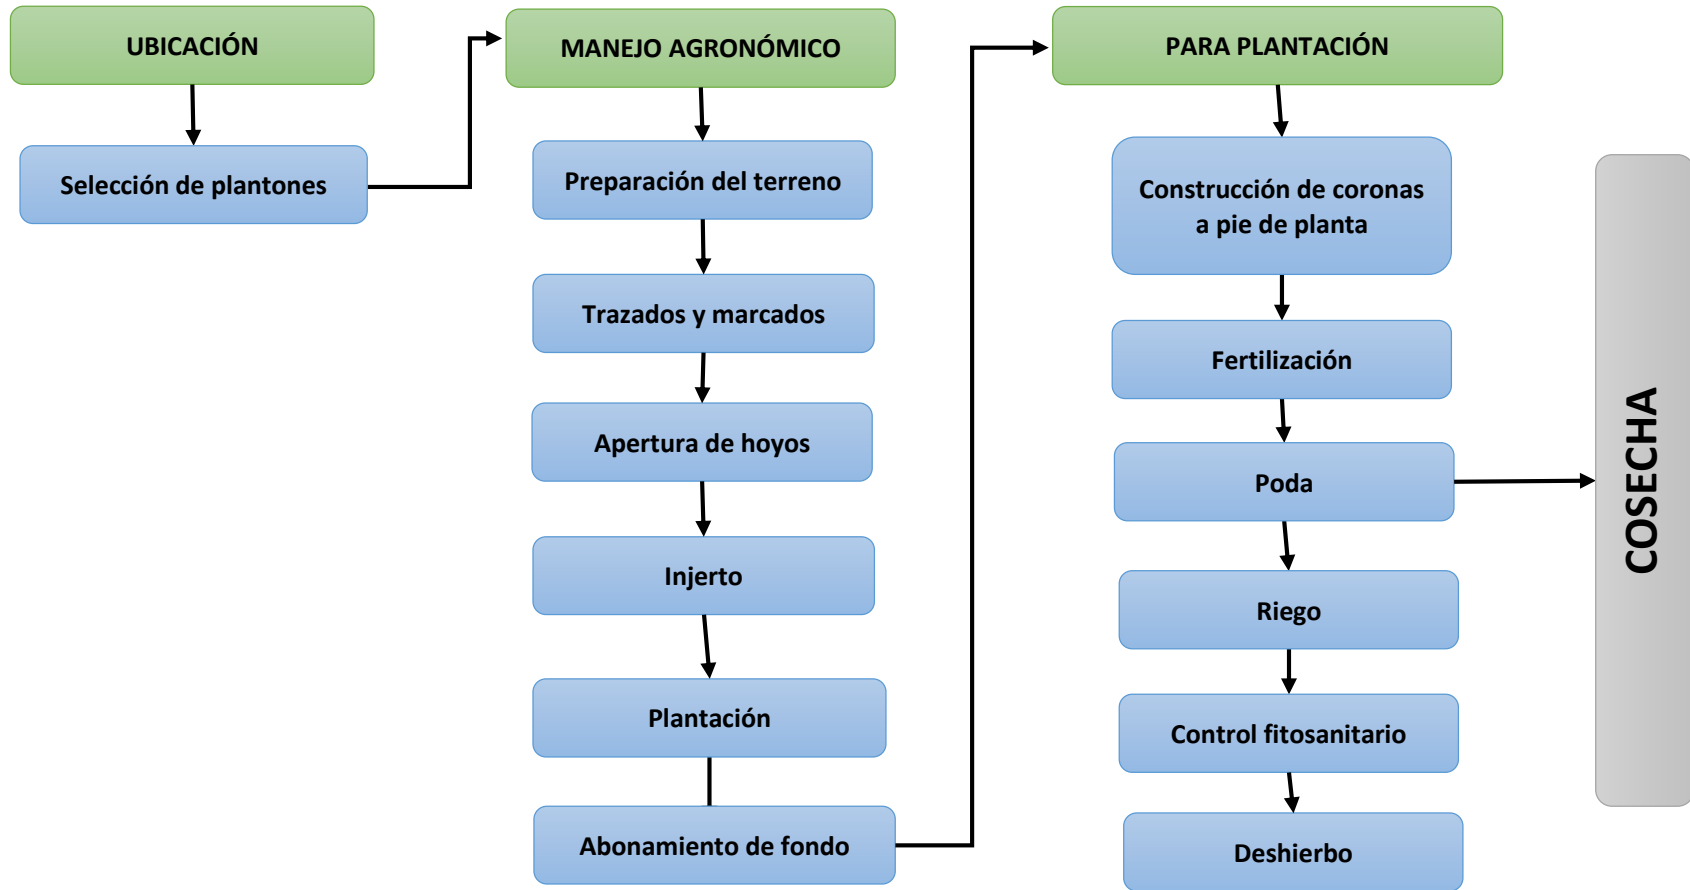 UBICACIÓN
Selección de plantones
MANEJO AGRONÓMICO
Preparación del terreno
Trazados y marcados
Apertura de hoyos
Injerto
Plantación
Abonamiento de fondo
PARA PLANTACIÓN
Construcción de coronas
a pie de planta
Fertilización
Poda
Riego
Control fitosanitario
Deshierbo
COSECHA